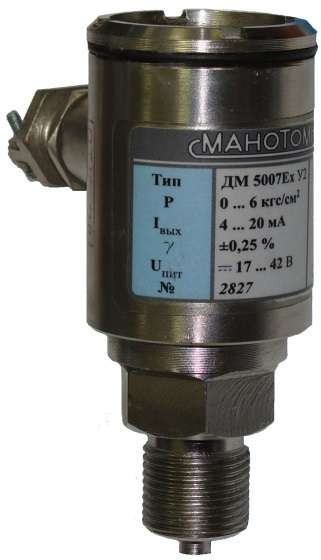 МАНОТОМ
Тип ДМ 5007Ex У2
P 0 ... 6 кгс/см²
Iвых 4 ... 20 мА
γ ±0,25 %
Uпит ⎓ 17 ... 42 В
№ 2827